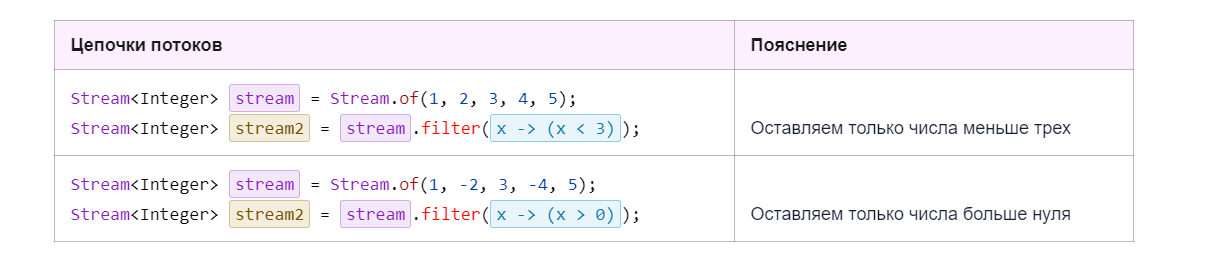 Цепочки потоков
Пояснение
Stream<Integer> stream = Stream.of(1, 2, 3, 4, 5);
Stream<Integer> stream2 = stream.filter(x -> (x < 3));
Оставляем только числа меньше трех
Stream<Integer> stream = Stream.of(1, -2, 3, -4, 5);
Stream<Integer> stream2 = stream.filter(x -> (x > 0));
Оставляем только числа больше нуля